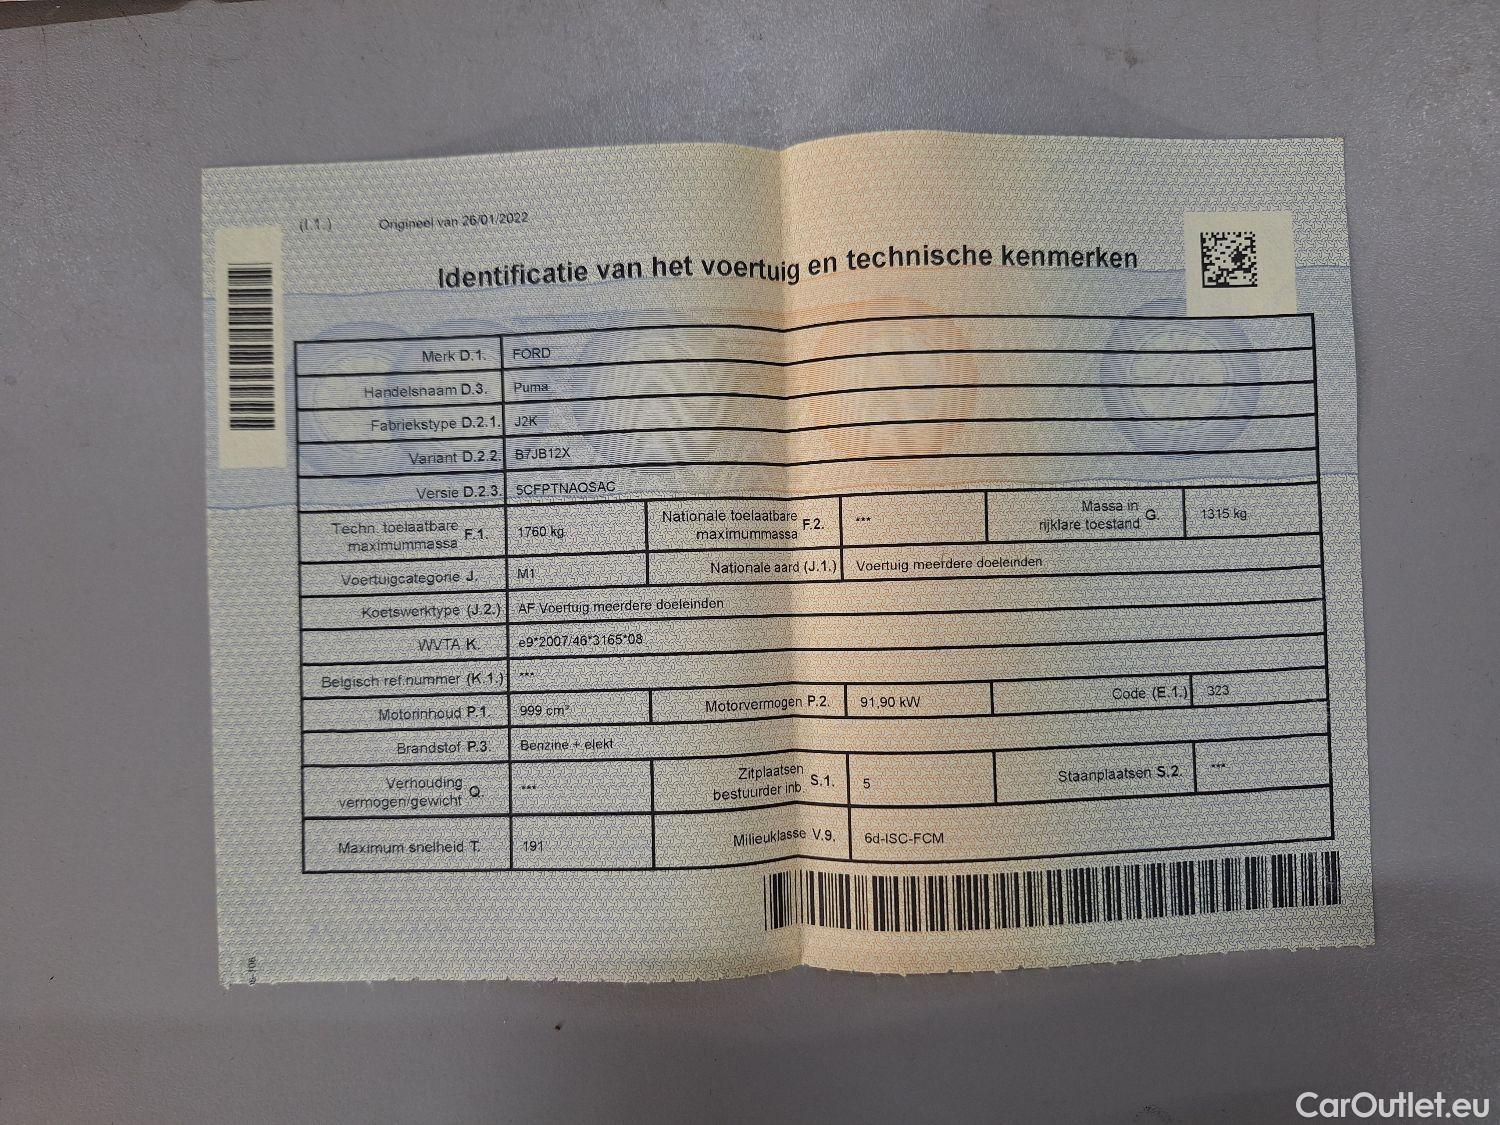 (I.1.) Origineel van 26/01/2022
Identificatie van het voertuig en technische kenmerken
Merk D.1. FORD
Handelsnaam D.3. Puma
Fabriekstype D.2.1. J2K
Variant D.2.2. B7JB12X
Versie D.2.3. 5CFPTNAQSAC
Techn. toelaatbare maximummassa F.1. 1760 kg Nationale toelaatbare maximummassa F.2. *** Massa in rijklare toestand G. 1315 kg
Voertuigcategorie J. M1 Nationale aard (J.1.) Voertuig meerdere doeleinden
Koetswerktype (J.2.) AF Voertuig meerdere doeleinden
WVTA K. e9*2007/46*3165*08
Belgisch ref.nummer (K.1.) ***
Motorinhoud P.1. 999 cm³ Motorvermogen P.2. 91,90 kW Code (E.1.) 323
Brandstof P.3. Benzine + elekt
Verhouding vermogen/gewicht Q. *** Zitplaatsen bestuurder inb. S.1. 5 Staanplaatsen S.2. ***
Maximum snelheid T. 191 Milieuklasse V.9. 6d-ISC-FCM
CarOutlet.eu